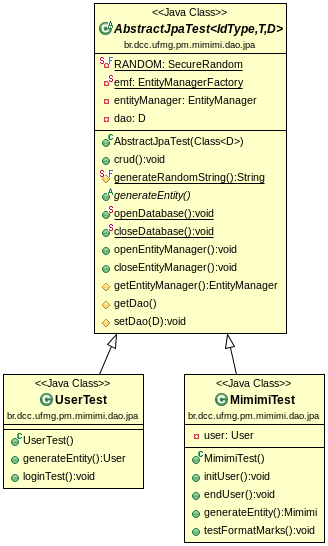 <<Java Class>>
AbstractJpaTest<IdType,T,D>
br.dcc.ufmg.pm.mimimi.dao.jpa
RANDOM: SecureRandom
emf: EntityManagerFactory
entityManager: EntityManager
dao: D
AbstractJpaTest(Class<D>)
crud():void
generateRandomString():String
generateEntity()
openDatabase():void
closeDatabase():void
openEntityManager():void
closeEntityManager():void
getEntityManager():EntityManager
getDao()
setDao(D):void
<<Java Class>>
UserTest
br.dcc.ufmg.pm.mimimi.dao.jpa
UserTest()
generateEntity():User
loginTest():void
<<Java Class>>
MimimiTest
br.dcc.ufmg.pm.mimimi.dao.jpa
user: User
MimimiTest()
initUser():void
endUser():void
generateEntity():Mimimi
testFormatMarks():void